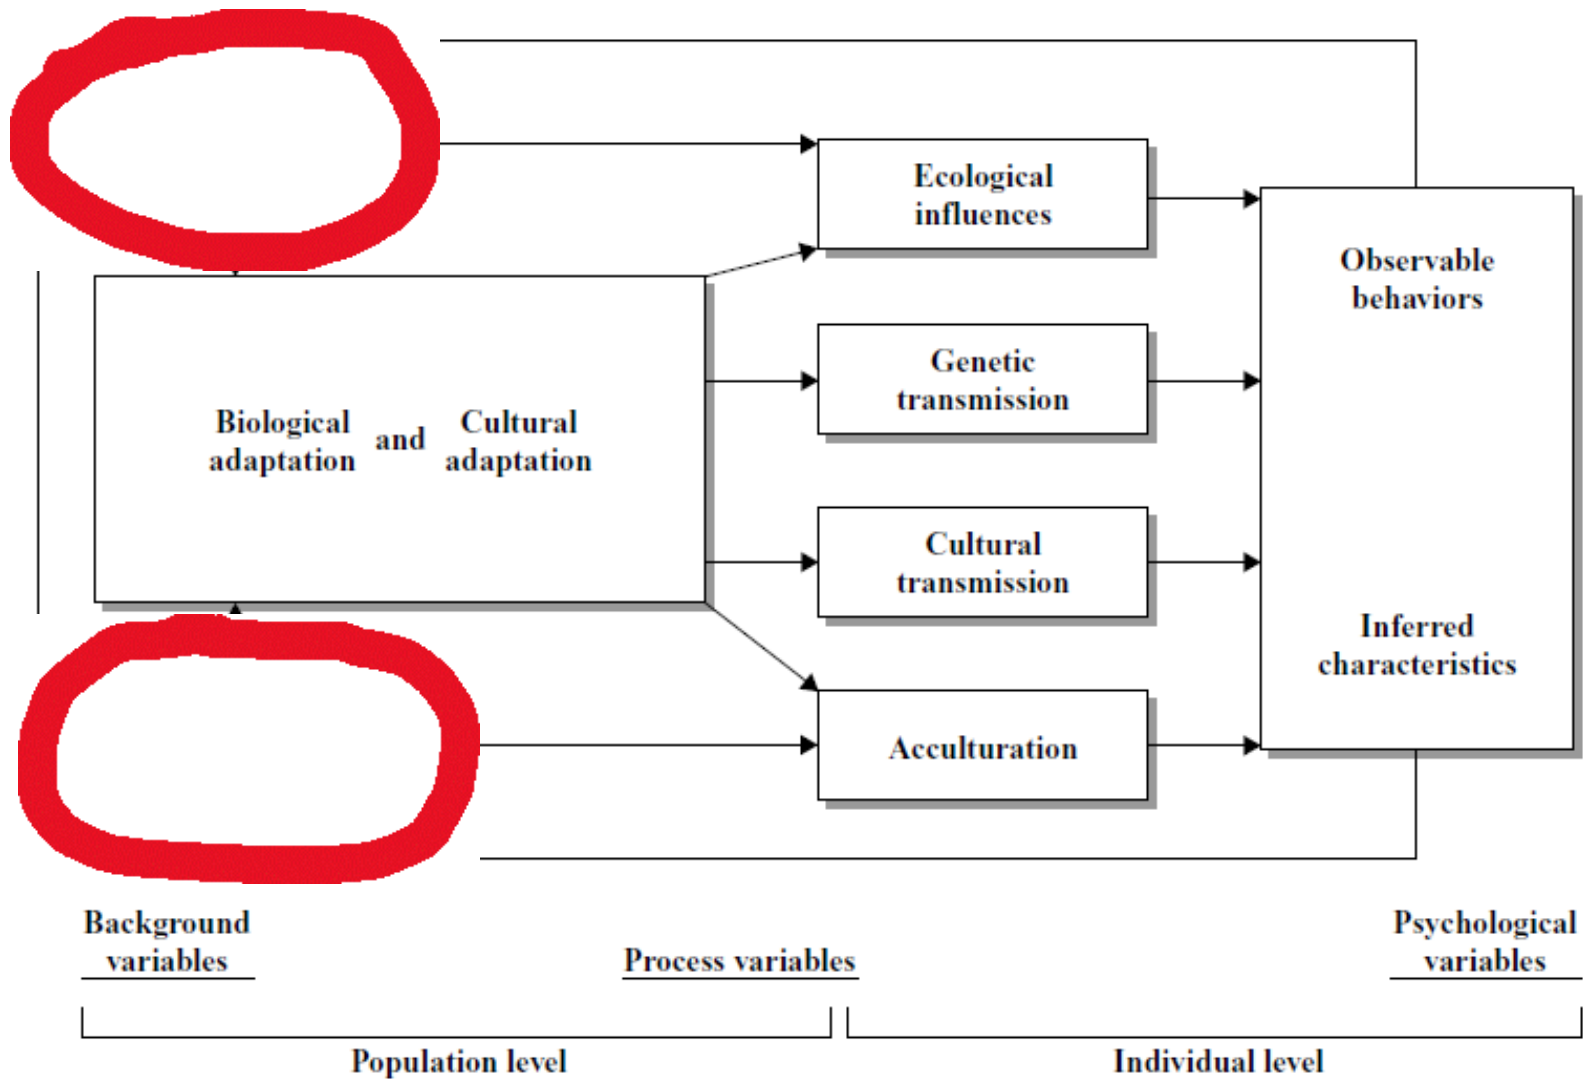 Ecological
influences
Observable
behaviors
Genetic
transmission
Biological
adaptation
and
Cultural
adaptation
Cultural
transmission
Inferred
characteristics
Acculturation
Background
variables
Process variables
Psychological
variables
Population level
Individual level